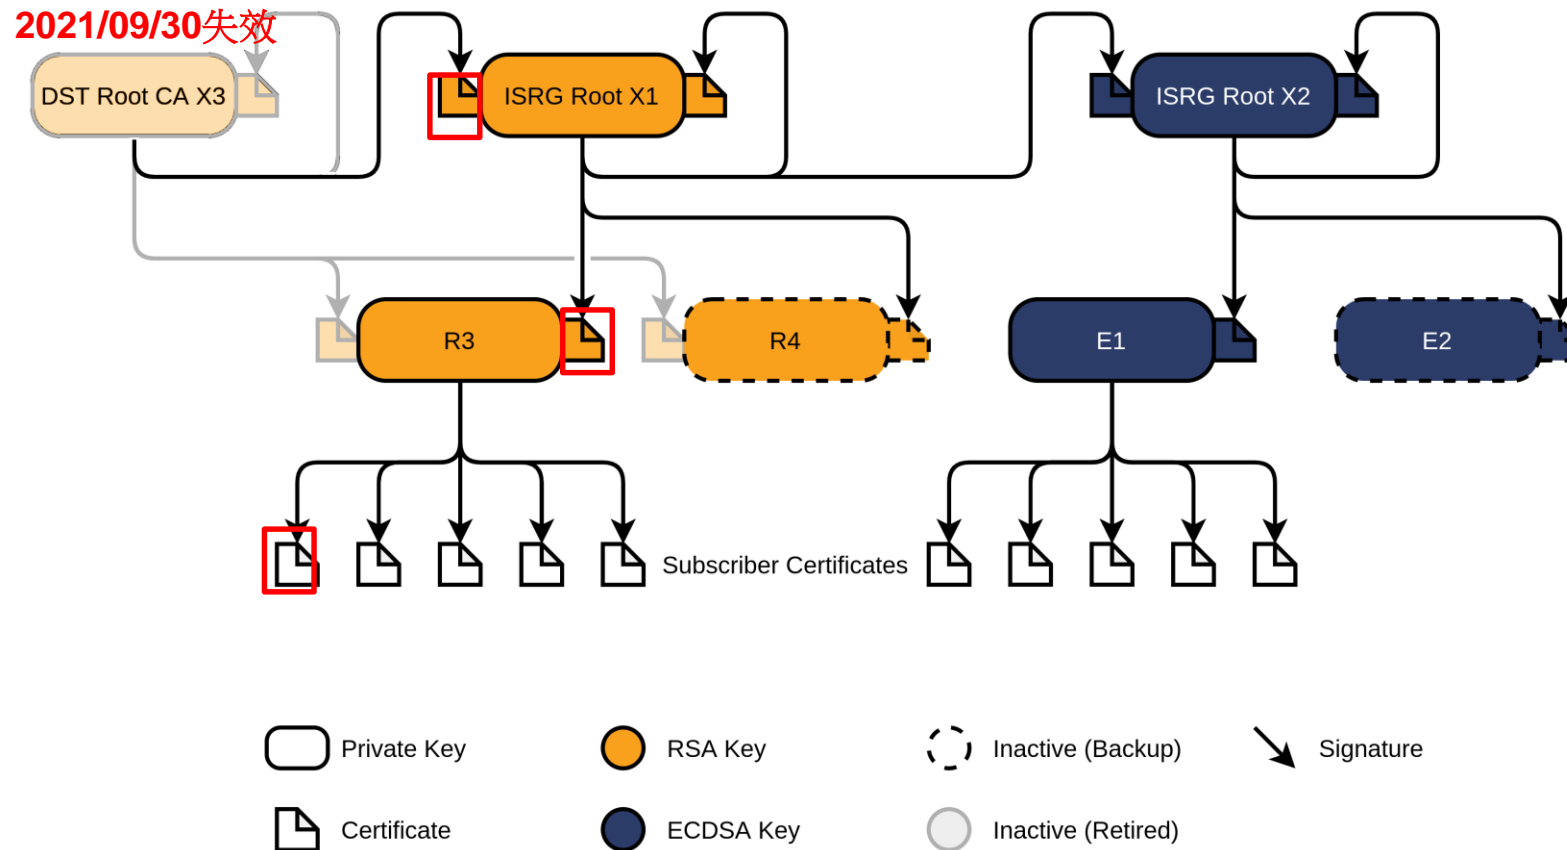 2021/09/30失效
DST Root CA X3
ISRG Root X1
ISRG Root X2
R3
R4
E1
E2
Subscriber Certificates
Private Key
RSA Key
Inactive (Backup)
Signature
Certificate
ECDSA Key
Inactive (Retired)